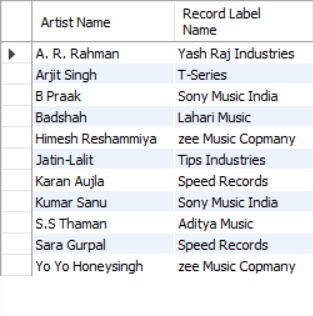 Artist Name Record Label Name
A. R. Rahman Yash Raj Industries
Arjit Singh T-Series
B Praak Sony Music India
Badshah Lahari Music
Himesh Reshammiya zee Music Copmany
Jatin-Lalit Tips Industries
Karan Aujla Speed Records
Kumar Sanu Sony Music India
S.S Thaman Aditya Music
Sara Gurpal Speed Records
Yo Yo Honeysingh zee Music Copmany